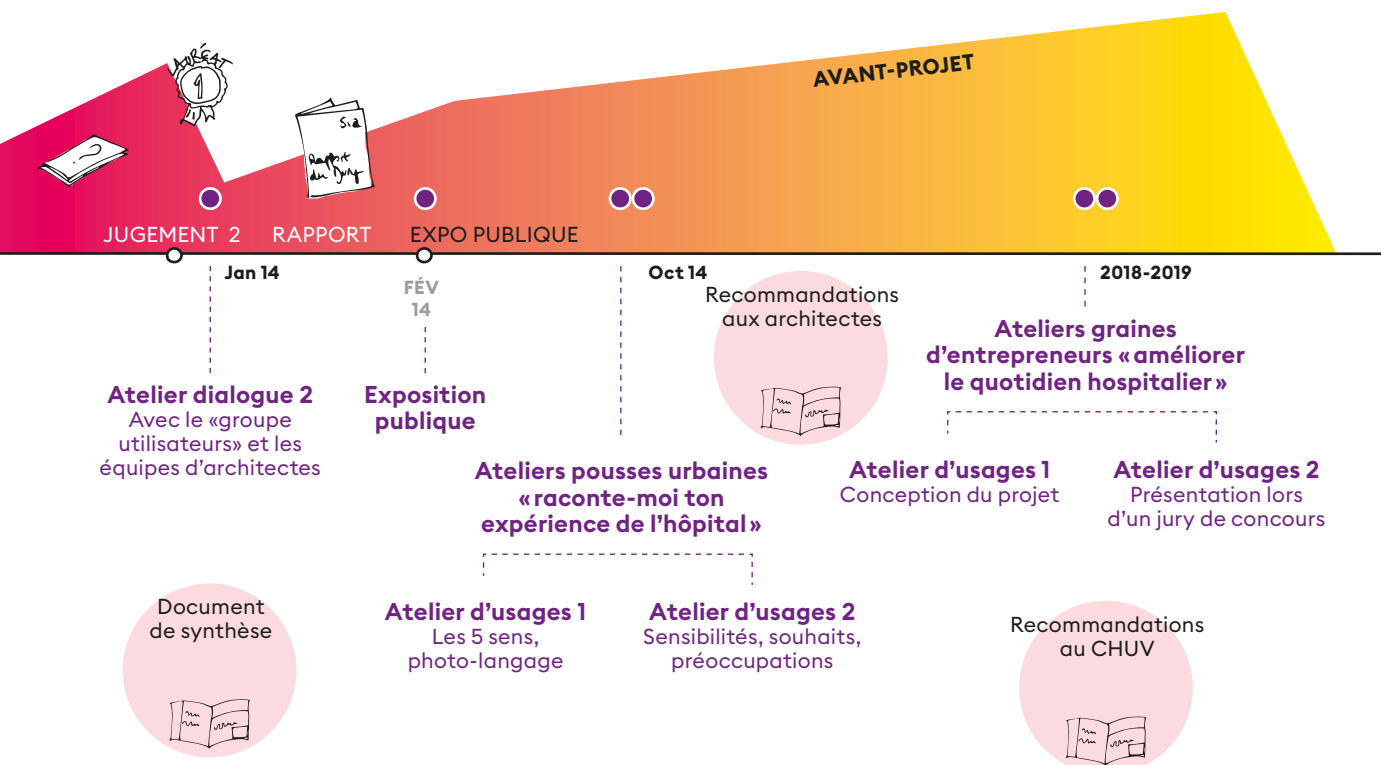 LAURÉAT
1
?
Sia
Rapport
du Jury
AVANT-PROJET
JUGEMENT 2
RAPPORT
EXPO PUBLIQUE
Jan 14
FÉV
14
Oct 14
2018-2019
Atelier dialogue 2
Avec le «groupe
utilisateurs» et les
équipes d'architectes
Exposition
publique
Recommandations
aux architectes
Ateliers pousses urbaines
«raconte-moi ton
expérience de l'hôpital»
Ateliers graines
d'entrepreneurs «améliorer
le quotidien hospitalier»
Atelier d'usages 1
Conception du projet
Atelier d'usages 2
Présentation lors
d'un jury de concours
Document
de synthèse
Atelier d'usages 1
Les 5 sens,
photo-langage
Atelier d'usages 2
Sensibilités, souhaits,
préoccupations
Recommandations
au CHUV